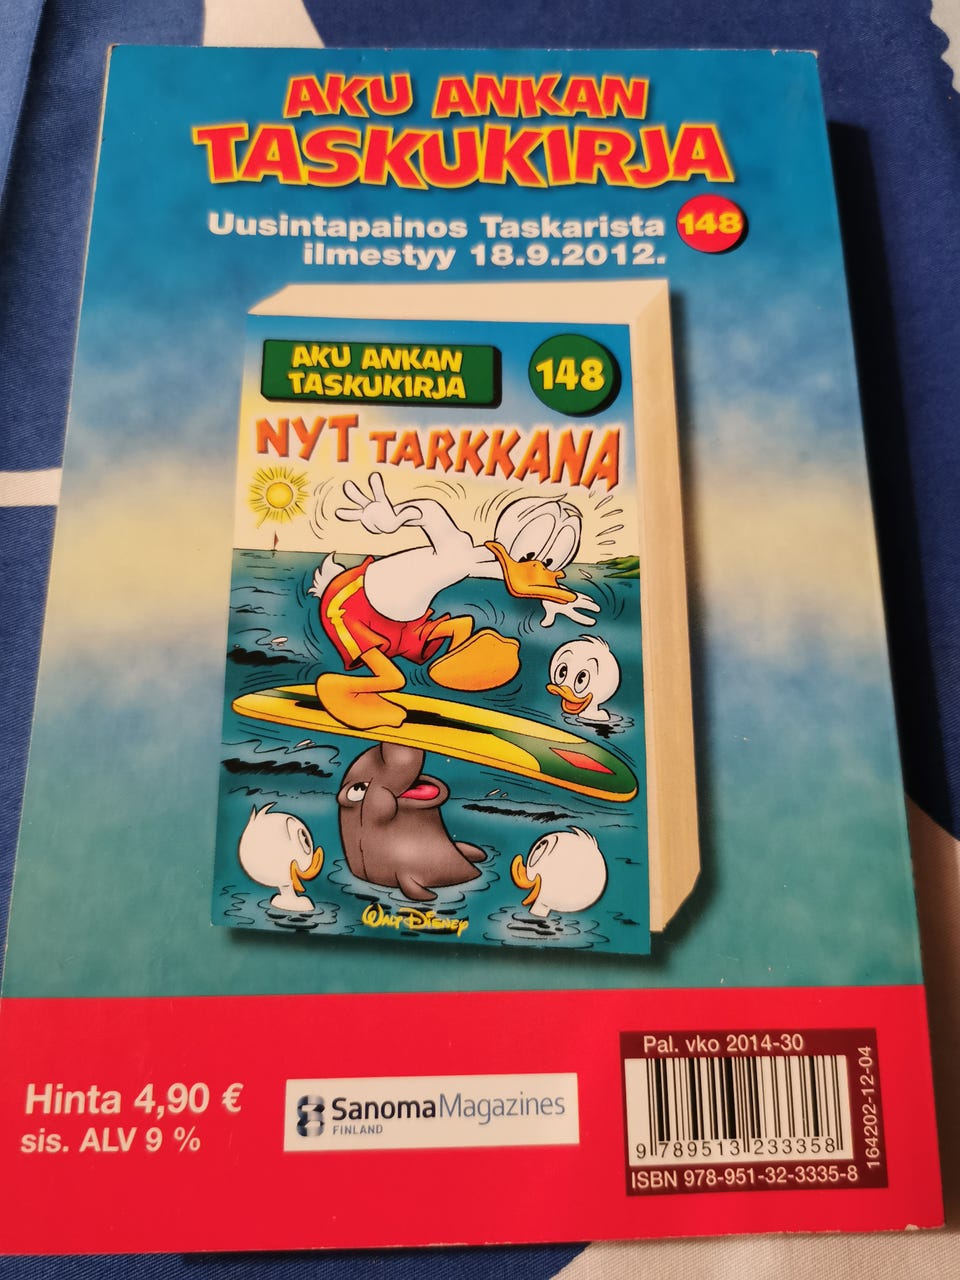 AKU ANKAN
TASKUKIRJA
Uusintapainos Taskarista 148
ilmestyy 18.9.2012.
AKU ANKAN
TASKUKIRJA
148
NYT TARKKANA
WALT DISNEY
Hinta 4,90 €
sis. ALV 9 %
SanomaMagazines
FINLAND
Pal. vko 2014-30
9 789513 233358
ISBN 978-951-32-3335-8
164202-12-04